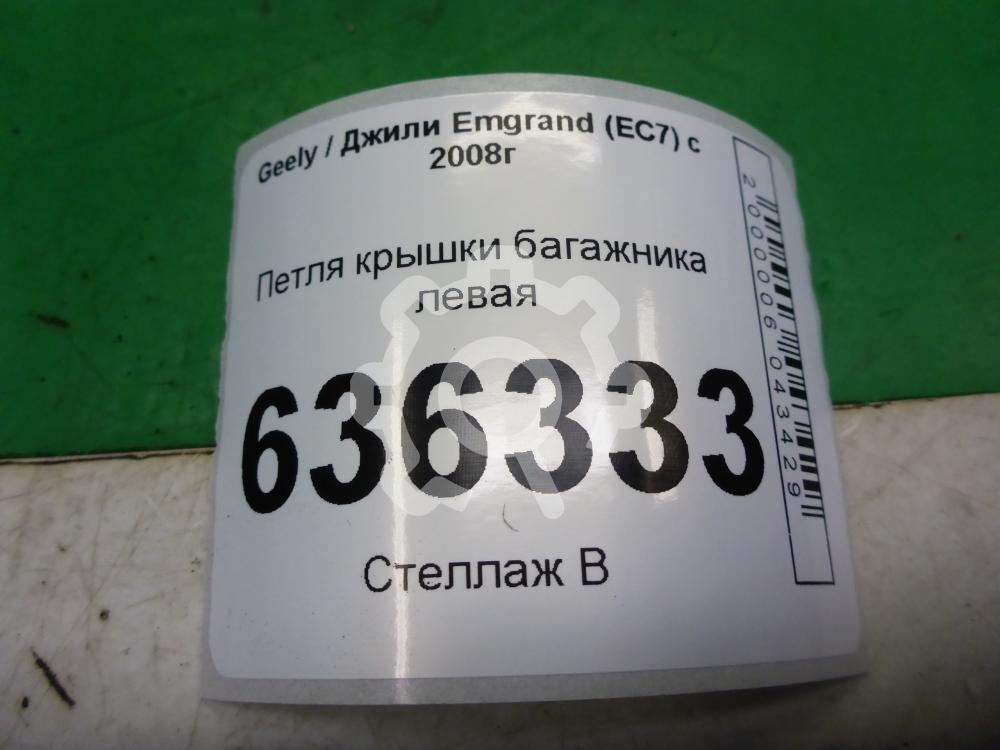 Geely / Джили Emgrand (EC7) с
2008г
Петля крышки багажника
левая
636333
Стеллаж В
2000006043429